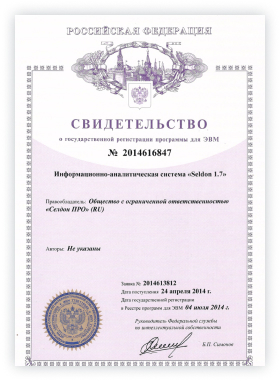 РОССИЙСКАЯ ФЕДЕРАЦИЯ
СВИДЕТЕЛЬСТВО
о государственной регистрации программы для ЭВМ
№ 2014616847
Информационно-аналитическая система «Seldon 1.7»
Правообладатель: Общество с ограниченной ответственностью
«Селдон ПРО» (RU)
Авторы: Не указаны
Заявка № 2014613812
Дата поступления 24 апреля 2014 г.
Дата государственной регистрации
в Реестре программ для ЭВМ 04 июля 2014 г.
Руководитель Федеральной службы
по интеллектуальной собственности
Б.П. Симонов